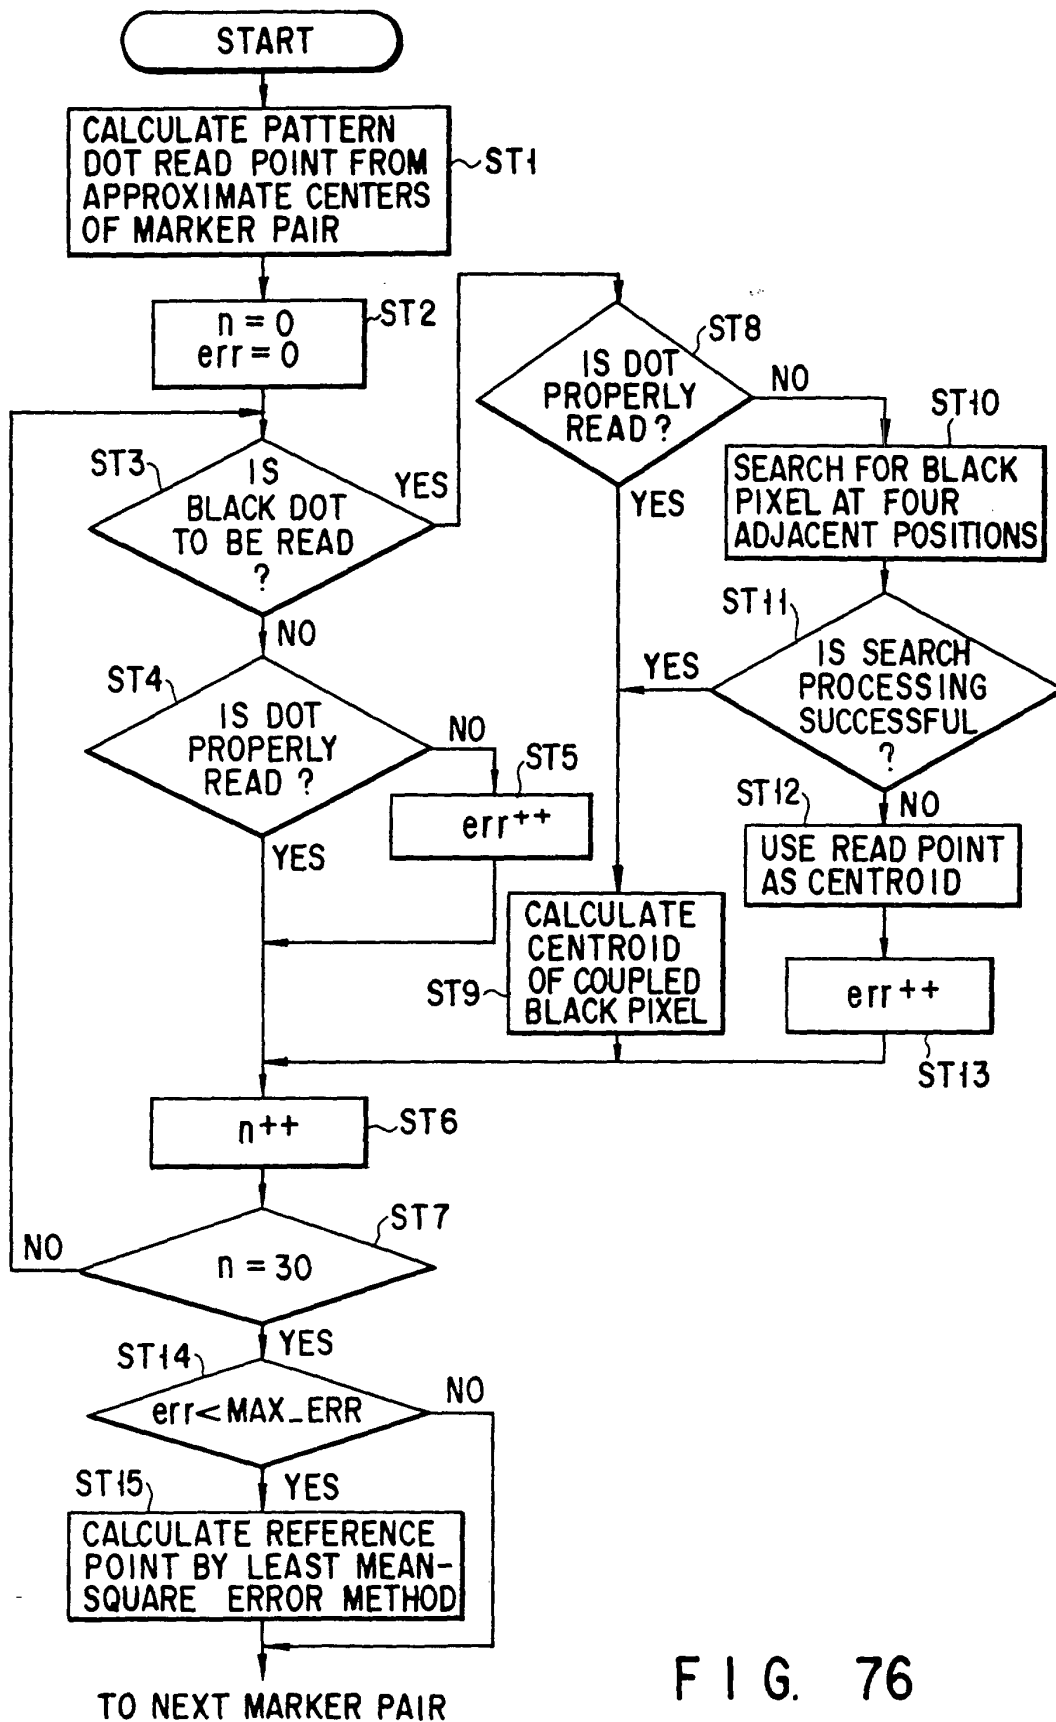 START
CALCULATE PATTERN
DOT READ POINT FROM
APPROXIMATE CENTERS
OF MARKER PAIR
ST1
n = 0
err = 0
ST2
ST3
IS
BLACK DOT
TO BE READ
?
YES
NO
ST4
IS DOT
PROPERLY
READ ?
NO
YES
ST5
err++
ST8
IS DOT
PROPERLY
READ ?
NO
YES
ST10
SEARCH FOR BLACK
PIXEL AT FOUR
ADJACENT POSITIONS
ST11
IS SEARCH
PROCESSING
SUCCESSFUL
?
YES
NO
ST12
USE READ POINT
AS CENTROID
err++
ST13
CALCULATE
CENTROID
OF COUPLED
BLACK PIXEL
ST9
n++
ST6
ST7
n = 30
NO
YES
ST14
err < MAX_ERR
NO
YES
ST15
CALCULATE REFERENCE
POINT BY LEAST MEAN-
SQUARE ERROR METHOD
TO NEXT MARKER PAIR
FIG. 76